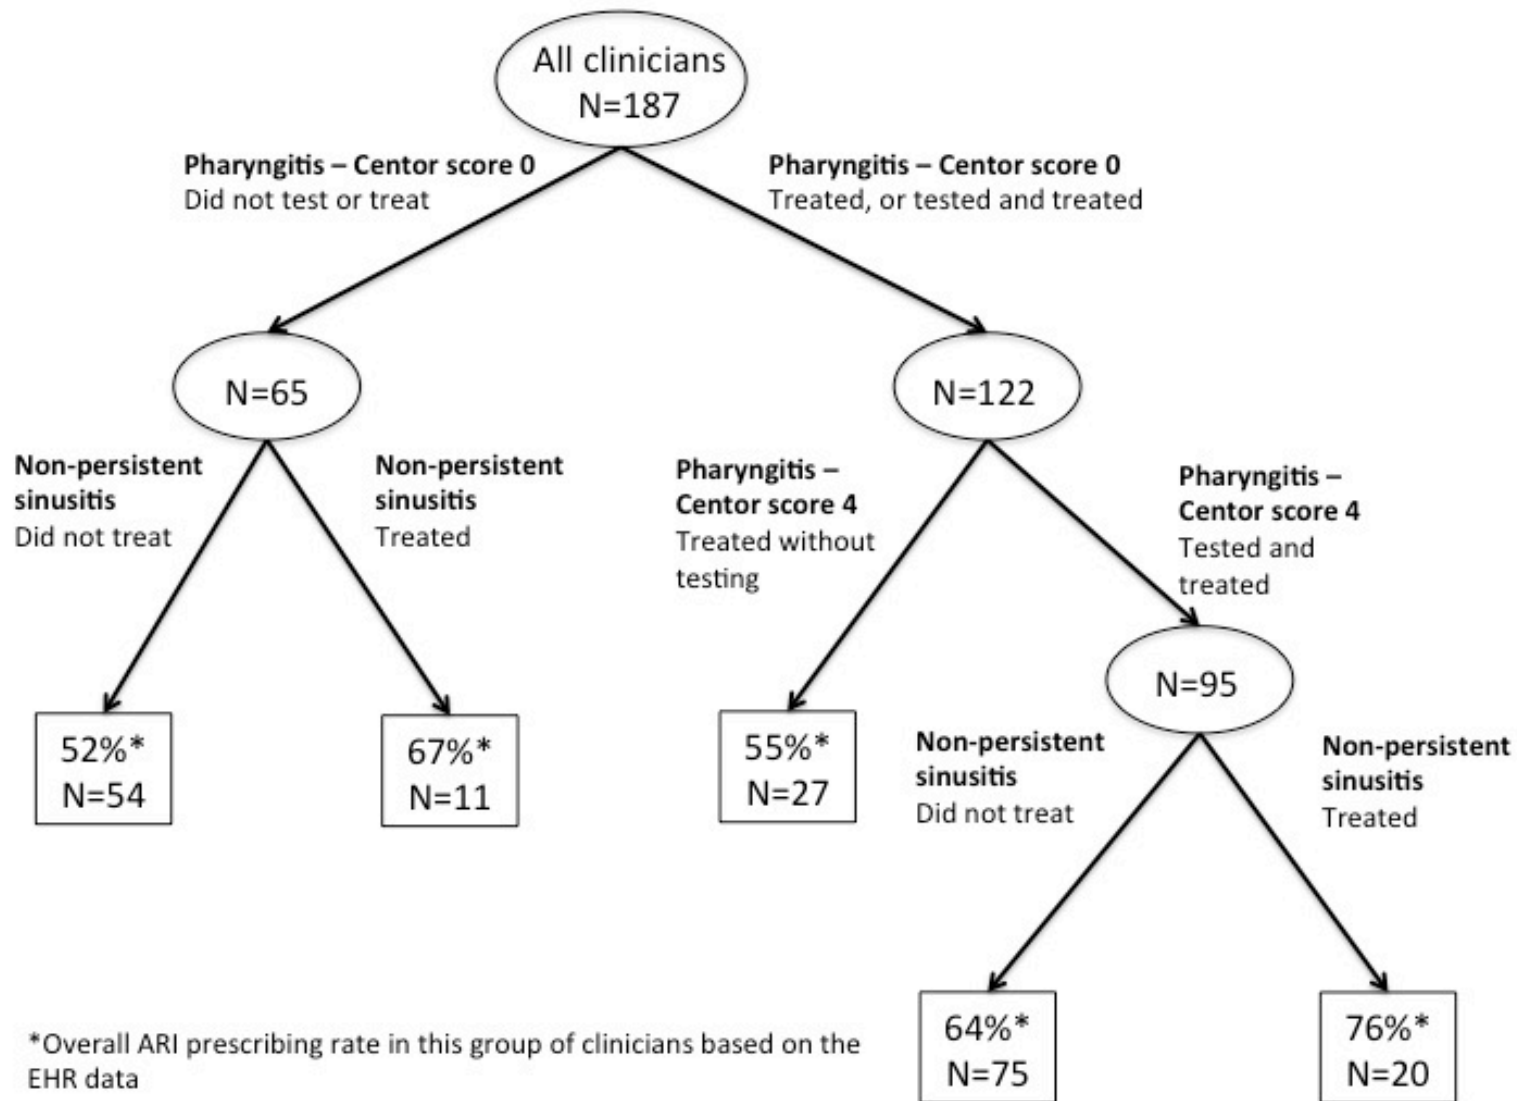 All clinicians
N=187
Pharyngitis – Centor score 0
Did not test or treat
Pharyngitis – Centor score 0
Treated, or tested and treated
N=65
N=122
Non-persistent
sinusitis
Did not treat
Non-persistent
sinusitis
Treated
Pharyngitis –
Centor score 4
Treated without
testing
Pharyngitis –
Centor score 4
Tested and
treated
N=95
52%*
N=54
67%*
N=11
55%*
N=27
Non-persistent
sinusitis
Did not treat
Non-persistent
sinusitis
Treated
64%*
N=75
76%*
N=20
*Overall ARI prescribing rate in this group of clinicians based on the
EHR data